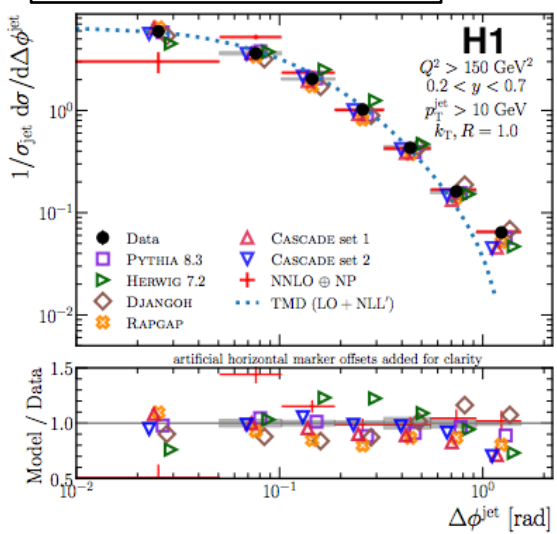 H1
Q² > 150 GeV²
0.2 < y < 0.7
p_T^jet > 10 GeV
k_T, R = 1.0
1/σ_jet dσ/dΔϕ^jet
10⁰
10⁻¹
10⁻²
Data
PYTHIA 8.3
HERWIG 7.2
DJANGOH
RAPGAP
CASCADE set 1
CASCADE set 2
NNLO ⊕ NP
TMD (LO + NLL′)
artificial horizontal marker offsets added for clarity
Model / Data
1.5
1.0
0.5
10⁻² 10⁻¹ 10⁰
Δϕ^jet [rad]